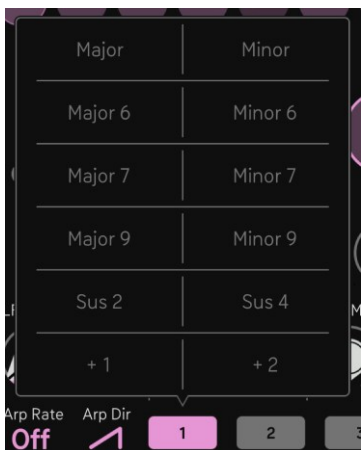 Major Minor
Major 6 Minor 6
Major 7 Minor 7
Major 9 Minor 9
Sus 2 Sus 4
+ 1 + 2
Arp Rate Arp Dir
Off 1 2 3